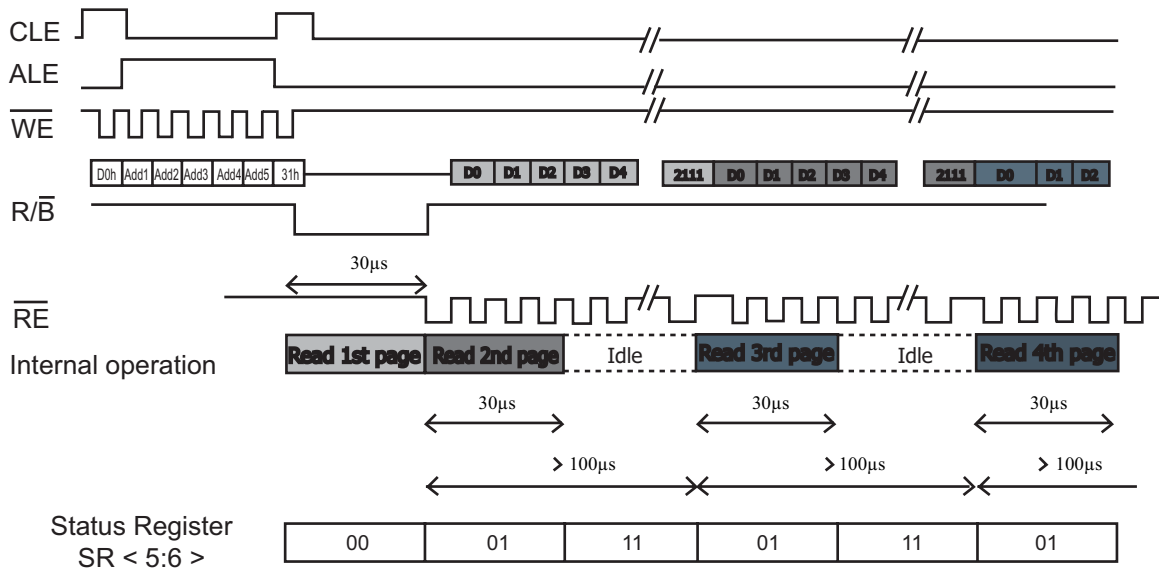 CLE
ALE
WE
D0h Add1 Add2 Add3 Add4 Add5 31h D0 D1 D2 D3 D4 2111 D0 D1 D2 D3 D4 2111 D0 D1 D2
R/B
30µs
RE
Internal operation Read 1st page Read 2nd page Idle Read 3rd page Idle Read 4th page
30µs 30µs 30µs
> 100µs > 100µs > 100µs
Status Register
SR < 5:6 >
00 01 11 01 11 01